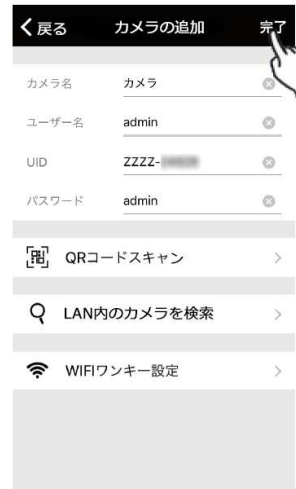 戻る カメラの追加 完了
カメラ名 カメラ
ユーザー名 admin
UID ZZZZ-
パスワード admin
QRコードスキャン
LAN内のカメラを検索
WIFIワンキー設定